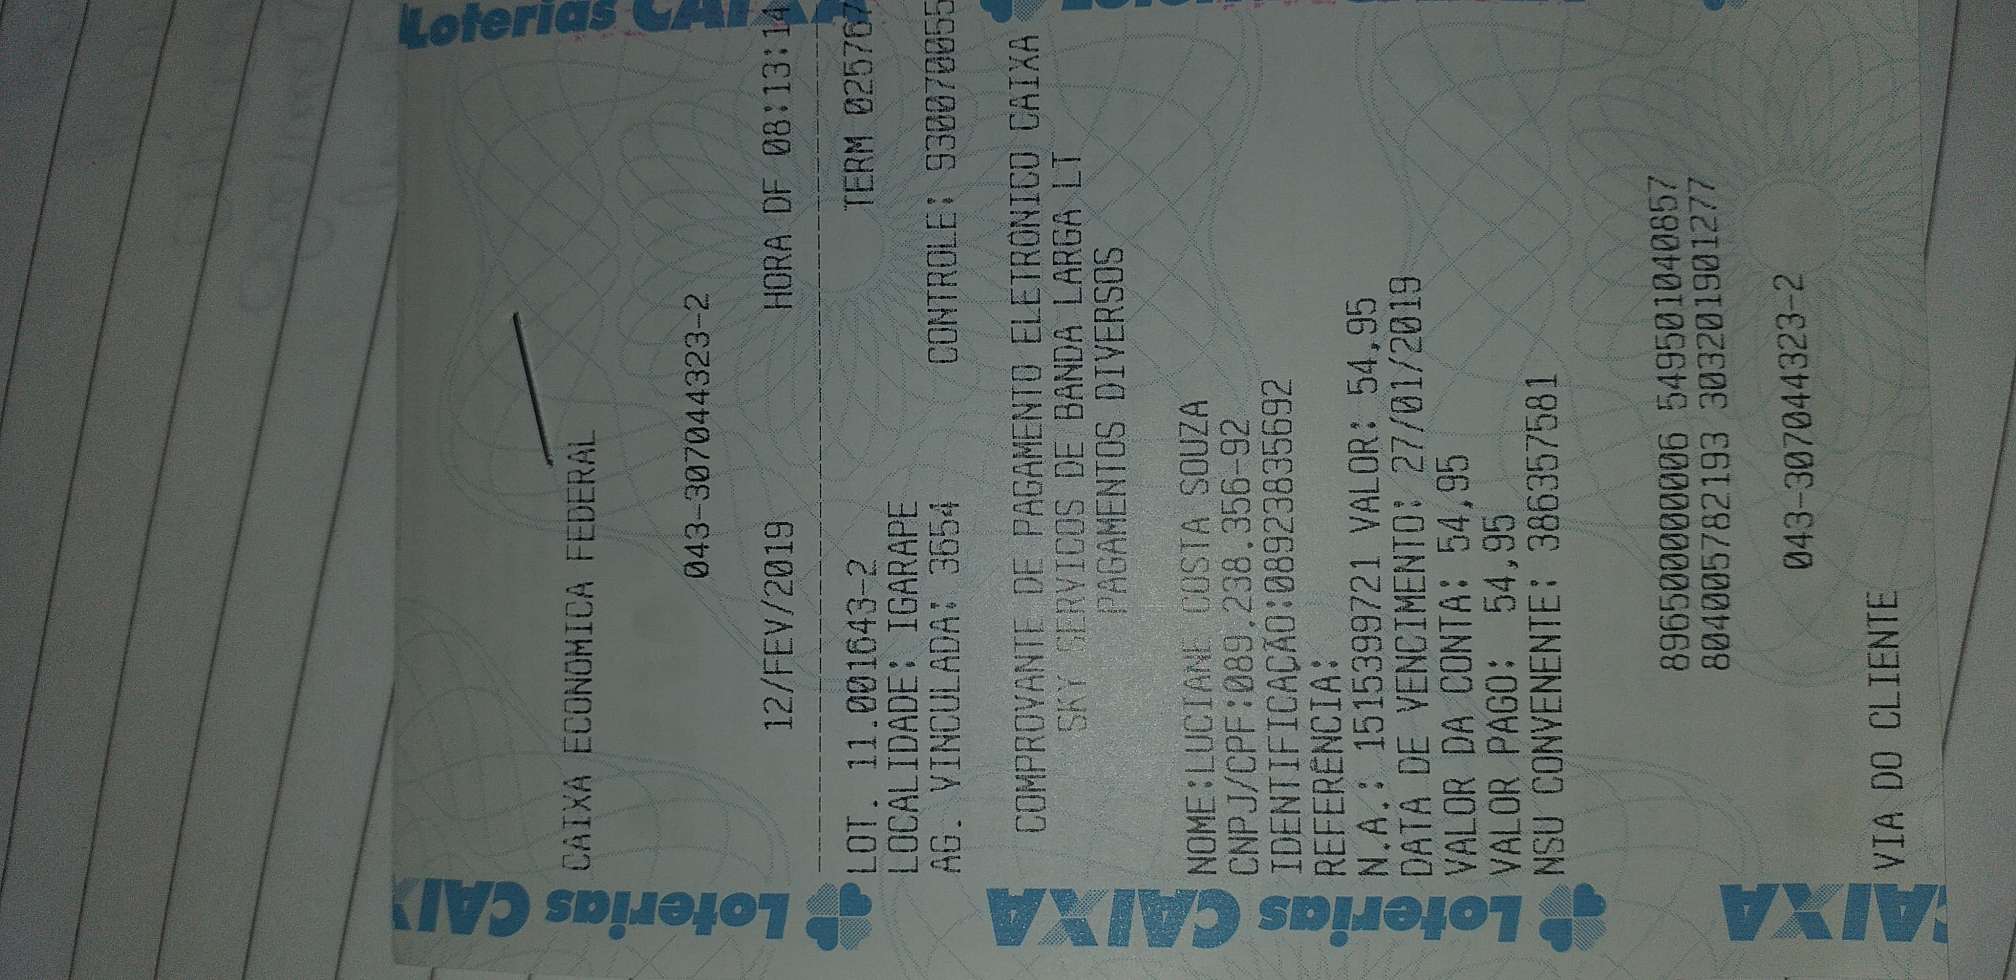 CAIXA ECONOMICA FEDERAL
043-307044323-2
12/FEV/2019 HORA DF 08:13:14
LOT. 11.001643-2 TERM 025767
LOCALIDADE: IGARAPE
AG. VINCULADA: 3654 CONTROLE: 930070055
COMPROVANTE DE PAGAMENTO ELETRONICO CAIXA
SKY SERVICOS DE BANDA LARGA LT
PAGAMENTOS DIVERSOS
NOME:LUCIANE COSTA SOUZA
CNPJ/CPF:089.238.356-92
IDENTIFICAÇÃO:08923835692
REFERÊNCIA:
N.A.: 1515399721 VALOR: 54,95
DATA DE VENCIMENTO: 27/01/2019
VALOR DA CONTA: 54,95
VALOR PAGO: 54,95
NSU CONVENENTE: 386357581
896500000006 549501040857
804005782193 303201901277
043-307044323-2
VIA DO CLIENTE
Loterias CAIXA
Loterias CAIXA
CAIXA
Loterias CAIXA